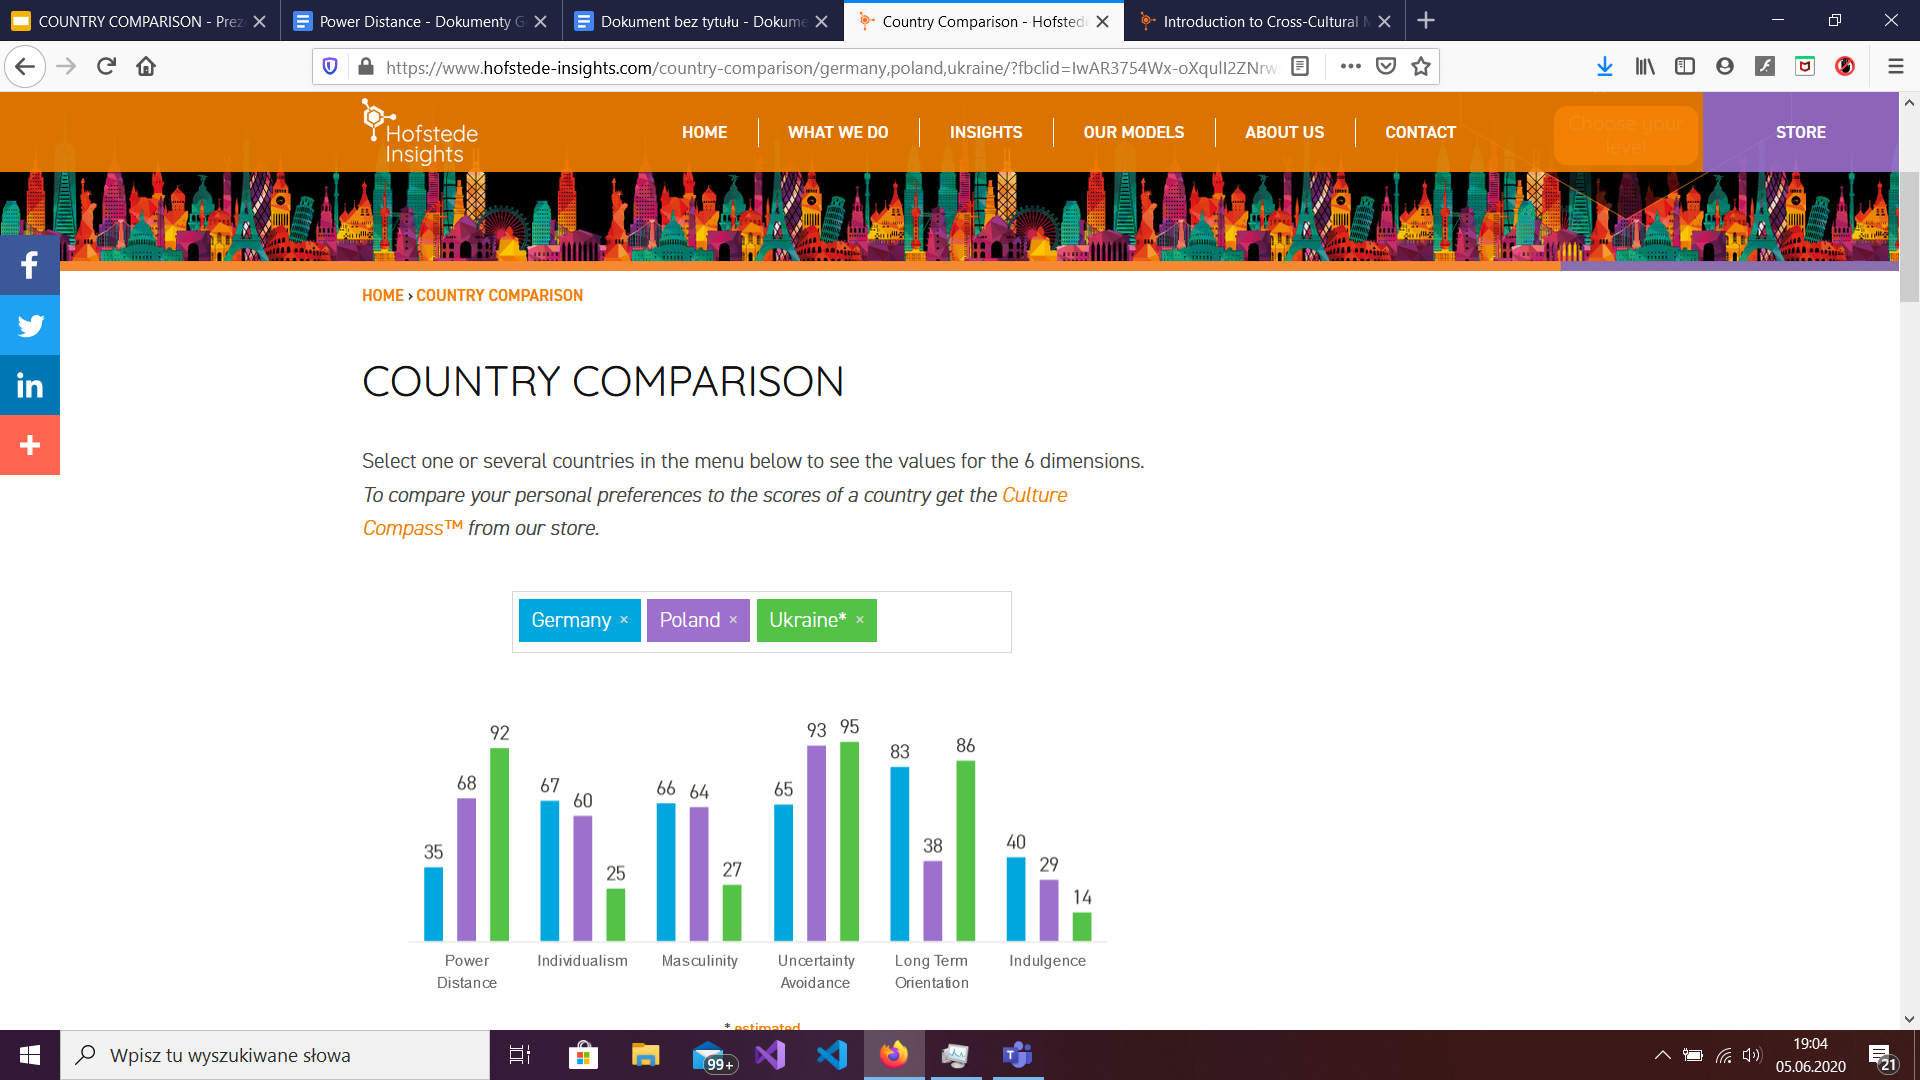 COUNTRY COMPARISON - Prez
Power Distance - Dokumenty G
Dokument bez tytułu - Dokume
Country Comparison - Hofstede
Introduction to Cross-Cultural M
https://www.hofstede-insights.com/country-comparison/germany,poland,ukraine/?fbclid=IwAR3754Wx-oXqulI2ZNrw
Hofstede
Insights
HOME
WHAT WE DO
INSIGHTS
OUR MODELS
ABOUT US
CONTACT
Choose your
level
STORE
HOME › COUNTRY COMPARISON
COUNTRY COMPARISON
Select one or several countries in the menu below to see the values for the 6 dimensions.
To compare your personal preferences to the scores of a country get the Culture
Compass™ from our store.
Germany × Poland × Ukraine* ×
35 68 92
67 60 25
66 64 27
65 93 95
83 38 86
40 29 14
Power
Distance
Individualism
Masculinity
Uncertainty
Avoidance
Long Term
Orientation
Indulgence
* estimated
Wpisz tu wyszukiwane słowa
99+
19:04
05.06.2020
21